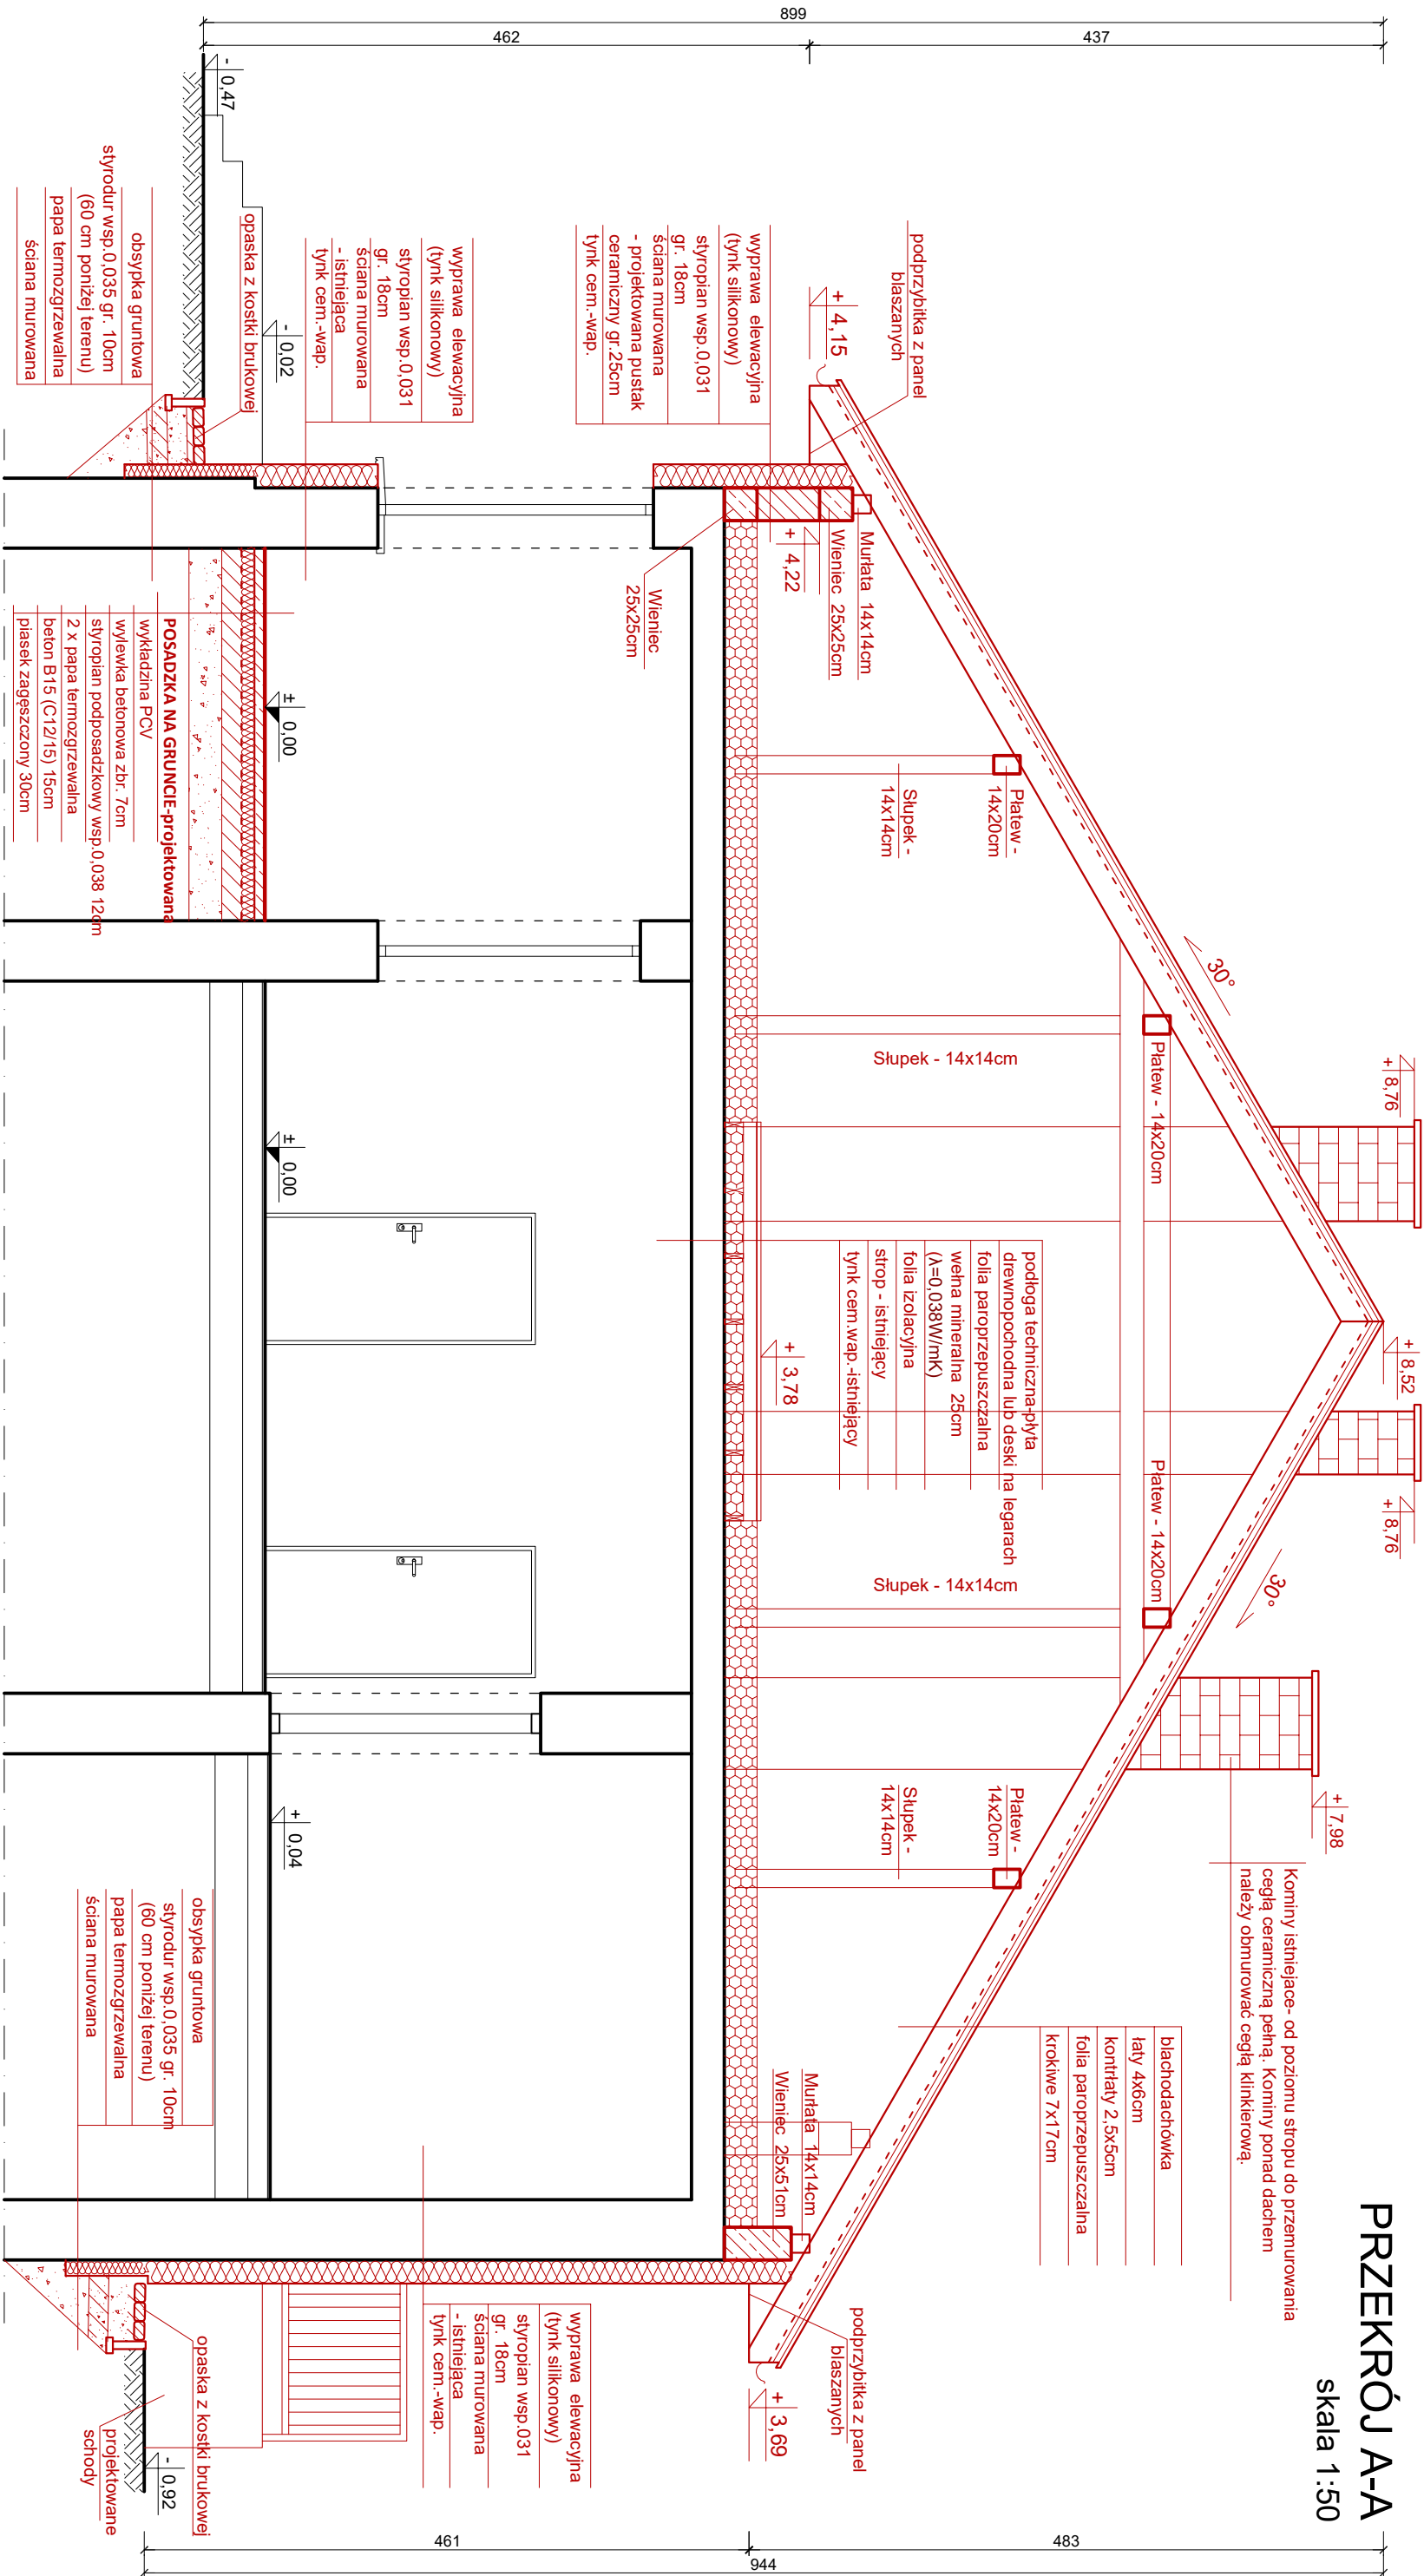 PRZEKRÓJ A-A
skala 1:50
899
462
437
+ 8,76
+ 8,52
+ 8,76
+ 7,98
30°
30°
Kominy istniejace- od poziomu stropu do przemurowania
cegłą ceramiczną pełną. Kominy ponad dachem
należy obmurować cegłą klinkierową.
blachodachówka
łaty 4x6cm
kontrłaty 2,5x5cm
folia paroprzepuszczalna
krokiwe 7x17cm
podprzybitka z panel
blaszanych
+ 4,15
Murłata 14x14cm
Wieniec 25x25cm
+ 4,22
Wieniec
25x25cm
Płatew -
14x20cm
Słupek -
14x14cm
Płatew - 14x20cm
Słupek - 14x14cm
Płatew - 14x20cm
Słupek - 14x14cm
Płatew -
14x20cm
Słupek -
14x14cm
podłoga techniczna-płyta
drewnopochodna lub deski na legarach
folia paroprzepuszczalna
wełna mineralna 25cm
(λ=0,038W/mK)
folia izolacyjna
strop - istniejący
tynk cem.wap.-istniejący
+ 3,78
Murłata 14x14cm
Wieniec 25x51cm
podprzybitka z panel
blaszanych
+ 3,69
wyprawa elewacyjna
(tynk silikonowy)
styropian wsp.0,031
gr. 18cm
ściana murowana
- projektowana pustak
ceramiczny gr.25cm
tynk cem.-wap.
wyprawa elewacyjna
(tynk silikonowy)
styropian wsp.0,031
gr. 18cm
ściana murowana
- istniejąca
tynk cem.-wap.
wyprawa elewacyjna
(tynk silikonowy)
styropian wsp.031
gr. 18cm
ściana murowana
- istniejąca
tynk cem.-wap.
- 0,02
- 0,47
opaska z kostki brukowej
obsypka gruntowa
styrodur wsp.0,035 gr. 10cm
(60 cm poniżej terenu)
papa termozgrzewalna
ściana murowana
± 0,00
± 0,00
+ 0,04
POSADZKA NA GRUNCIE-projektowana
wykładzina PCV
wylewka betonowa zbr. 7cm
styropian podposadzkowy wsp.0,038 12cm
2 x papa termozgrzewalna
beton B15 (C12/15) 15cm
piasek zagęszczony 30cm
obsypka gruntowa
styrodur wsp.0,035 gr. 10cm
(60 cm poniżej terenu)
papa termozgrzewalna
ściana murowana
opaska z kostki brukowej
- 0,92
projektowane
schody
461
483
944